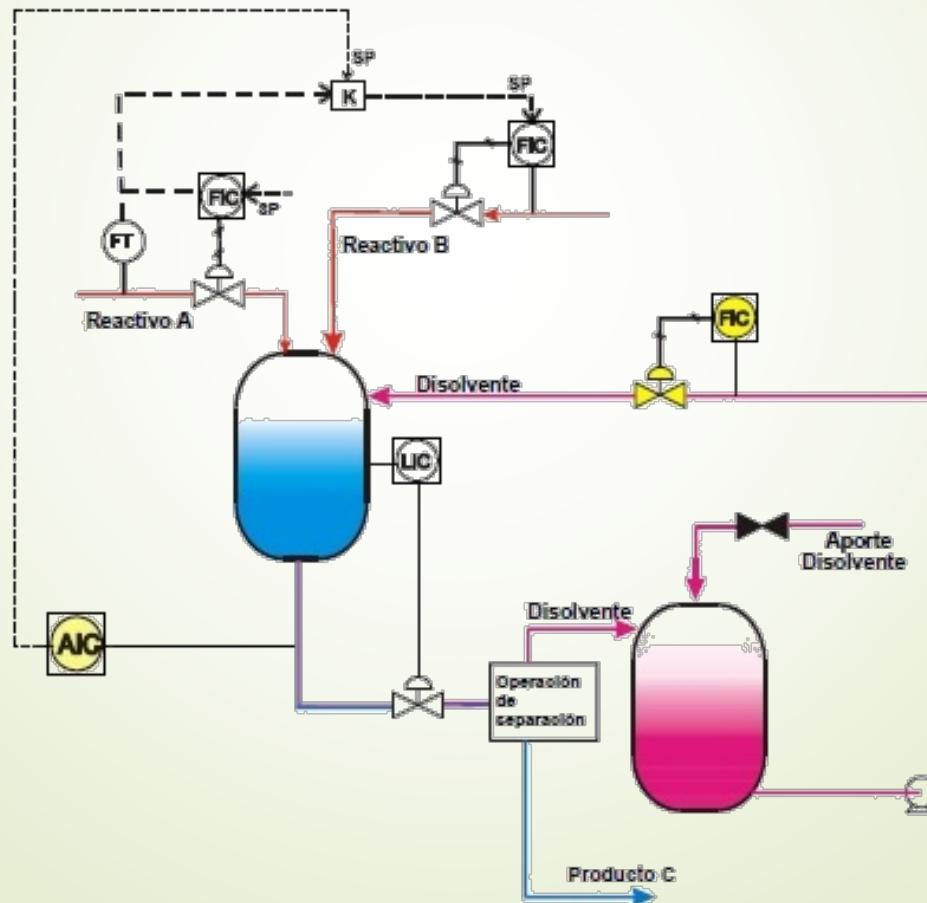 SP
K
SP
FIC
FIC
SP
FT
Reactivo B
Reactivo A
FIC
Disolvente
LIC
Aporte
Disolvente
Disolvente
AIC
Operación
de
separación
Producto C